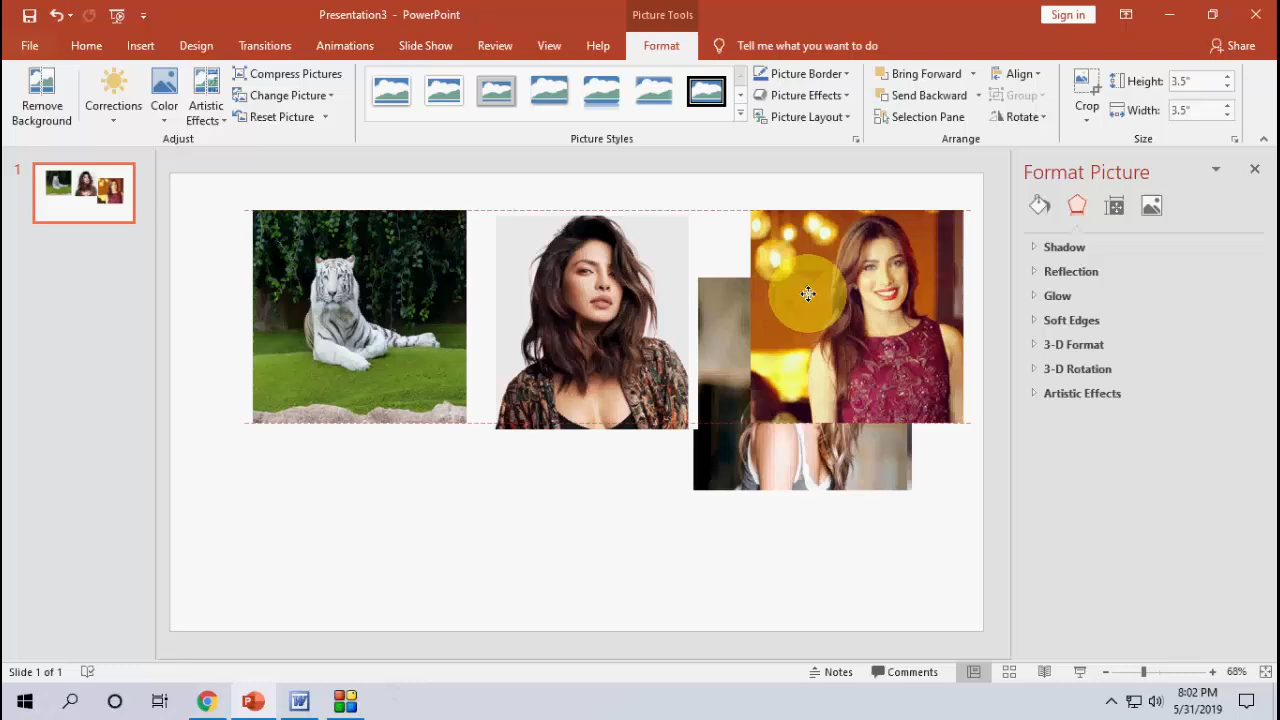 Presentation3 - PowerPoint
Picture Tools
Sign in
File Home Insert Design Transitions Animations Slide Show Review View Help Format Tell me what you want to do Share
Remove Background
Corrections
Color
Artistic Effects
Compress Pictures
Change Picture
Reset Picture
Adjust
Picture Styles
Picture Border
Picture Effects
Picture Layout
Bring Forward
Send Backward
Selection Pane
Align
Group
Rotate
Arrange
Crop
Height: 3.5"
Width: 3.5"
Size
1
Format Picture
Shadow
Reflection
Glow
Soft Edges
3-D Format
3-D Rotation
Artistic Effects
Slide 1 of 1
Notes
Comments
68%
8:02 PM
5/31/2019